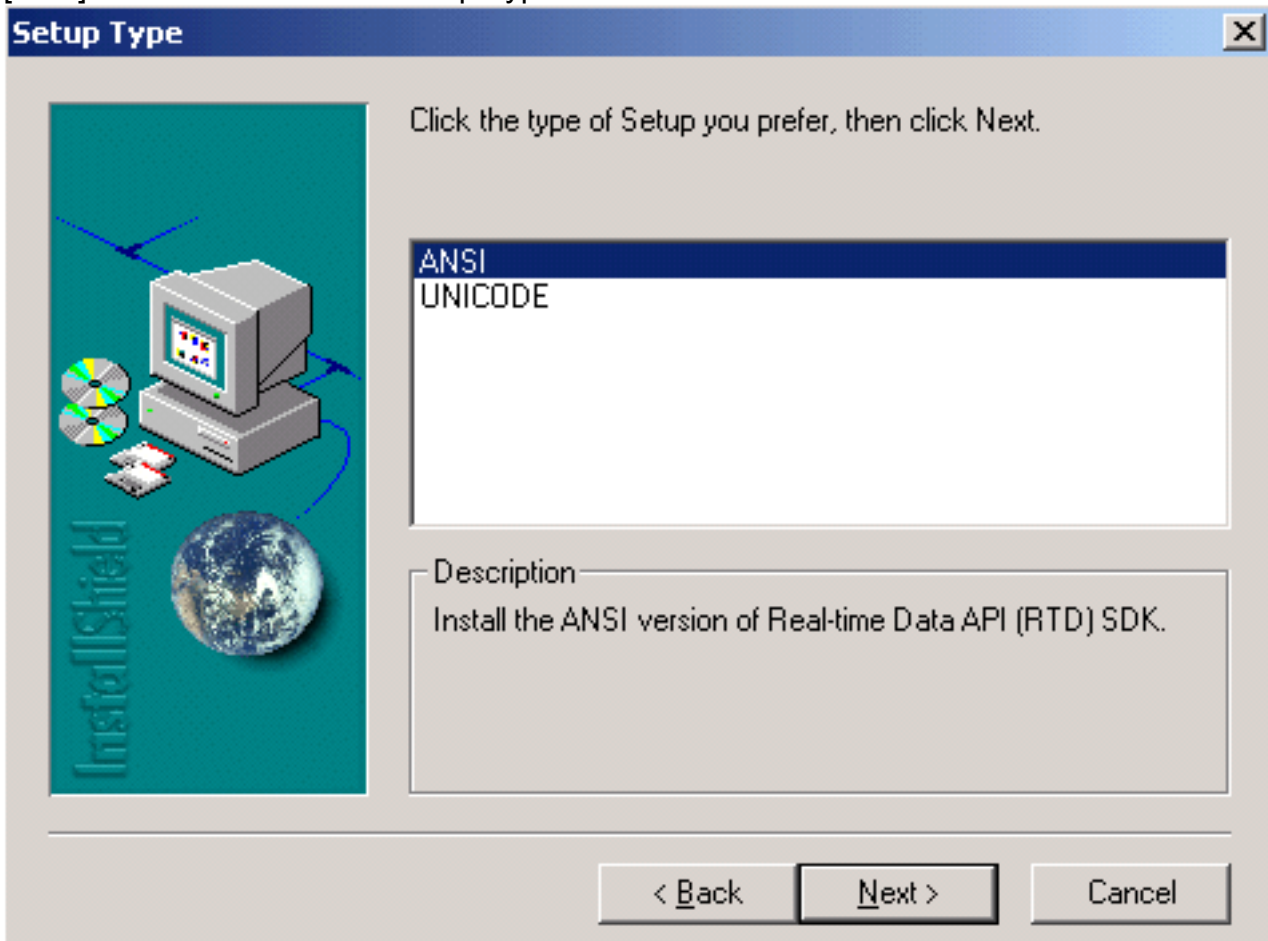 Setup Type
Click the type of Setup you prefer, then click Next.
ANSI
UNICODE
Description
Install the ANSI version of Real-time Data API (RTD) SDK.
InstallShield
< Back
Next >
Cancel